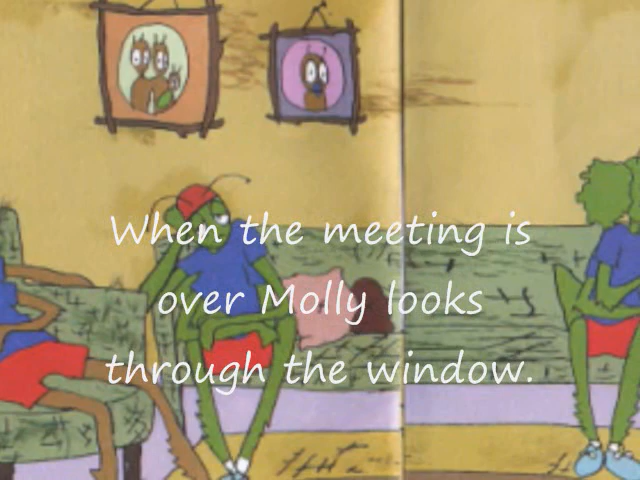 When the meeting is
over Molly looks
through the window.